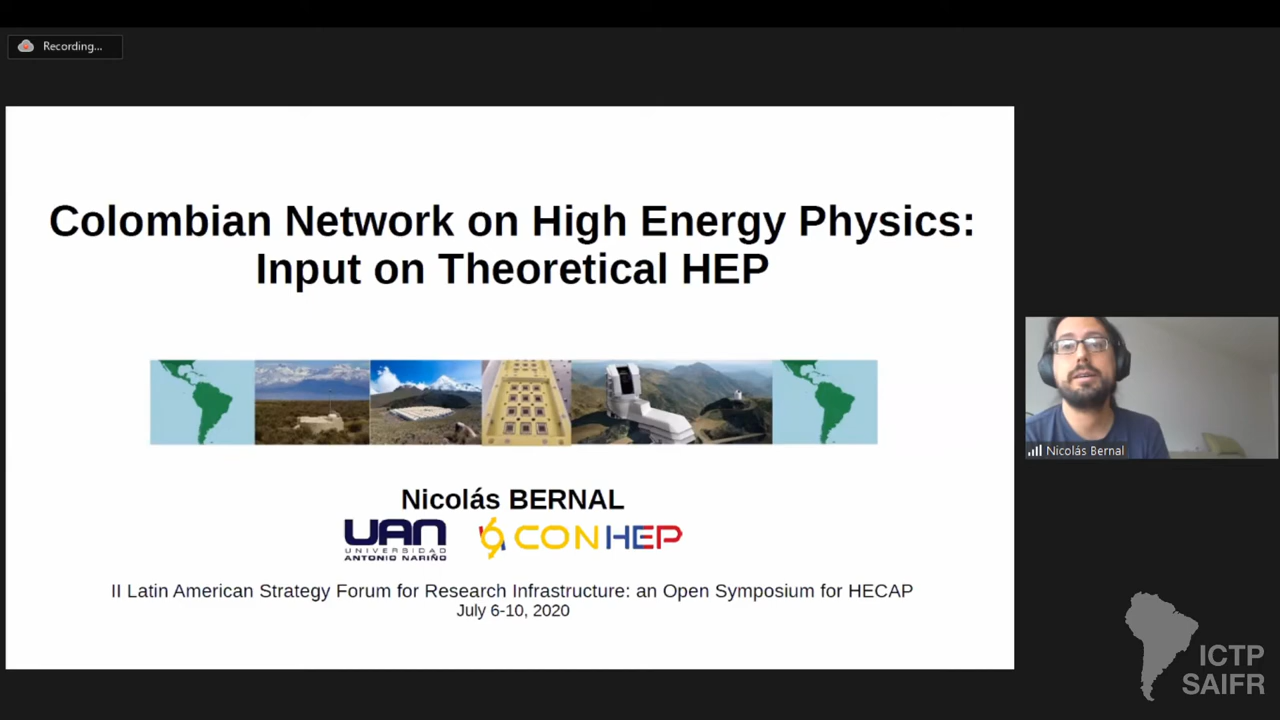 Recording...
Colombian Network on High Energy Physics:
Input on Theoretical HEP
Nicolás BERNAL
UAN
UNIVERSIDAD
ANTONIO NARIÑO
CONHEP
II Latin American Strategy Forum for Research Infrastructure: an Open Symposium for HECAP
July 6-10, 2020
Nicolás Bernal
ICTP
SAIFR